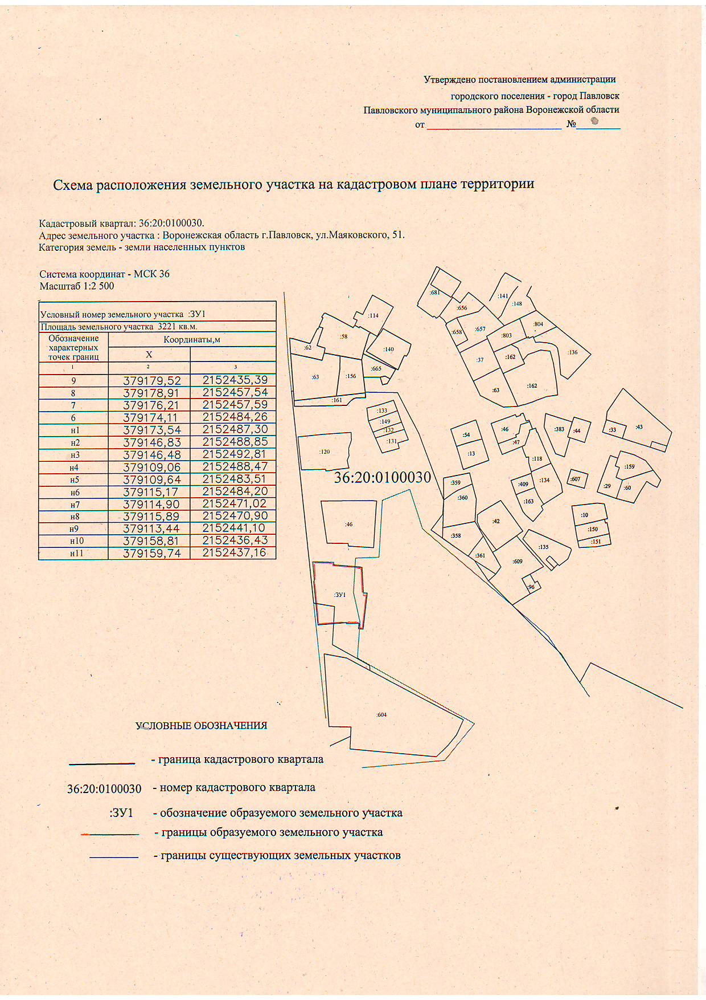 Утверждено постановлением администрации
городского поселения - город Павловск
Павловского муниципального района Воронежской области
от ___ № ___
Схема расположения земельного участка на кадастровом плане территории
Кадастровый квартал: 36:20:0100030.
Адрес земельного участка : Воронежская область г.Павловск, ул.Маяковского, 51.
Категория земель - земли населенных пунктов
Система координат - МСК 36
Масштаб 1:2 500
Условный номер земельного участка :ЗУ1
Площадь земельного участка 3221 кв.м.
Обозначение характерных точек границ
Координаты,м
X
1 2 3
9 379179,52 2152435,39
8 379178,91 2152457,54
7 379176,21 2152457,59
6 379174,11 2152484,26
н1 379173,54 2152487,30
н2 379146,83 2152488,85
н3 379146,48 2152492,81
н4 379109,06 2152488,47
н5 379109,64 2152483,51
н6 379115,17 2152484,20
н7 379114,90 2152471,02
н8 379115,89 2152470,90
н9 379113,44 2152441,10
н10 379158,81 2152436,43
н11 379159,74 2152437,16
:681
:141
:148
:656
:114
:658
:657
:804
:803
:58
:62
:140
:136
:37
:162
:665
:63
:156
:63
:162
:161
:133
:149
:132
:131
:54
:46
:383
:44
:33
:43
:47
:13
:120
:118
:159
36:20:0100030
:359
:409
:134
:607
:29
:60
:360
:163
:46
:42
:10
:150
:151
:358
:361
:135
:609
:96
:ЗУ1
:604
УСЛОВНЫЕ ОБОЗНАЧЕНИЯ
- граница кадастрового квартала
36:20:0100030 - номер кадастрового квартала
:ЗУ1 - обозначение образуемого земельного участка
- границы образуемого земельного участка
- границы существующих земельных участков